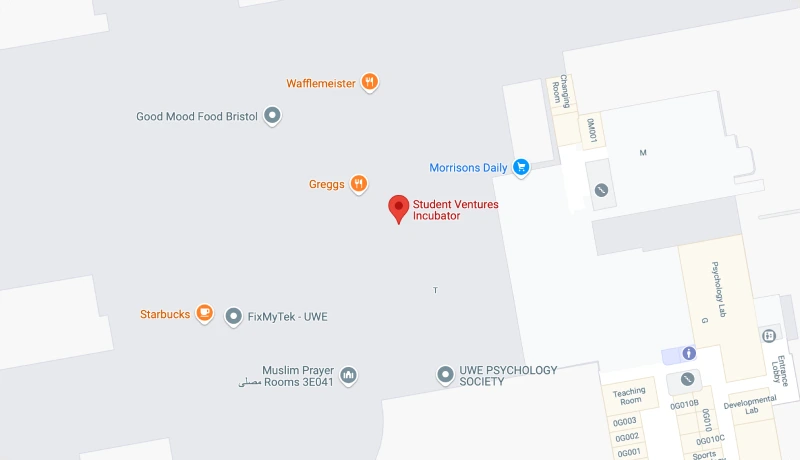 Wafflemeister
Changing
Room
Good Mood Food Bristol
0M001
M
Morrisons Daily
Greggs
Student Ventures
Incubator
T
Psychology Lab
G
Starbucks
FixMyTek - UWE
Entrance
Lobby
Muslim Prayer
Rooms 3E041 مصلى
UWE PSYCHOLOGY
SOCIETY
Teaching
Room
0G010B
Developmental
Lab
0G003
0G010
0G002
0G010C
0G001
Sports